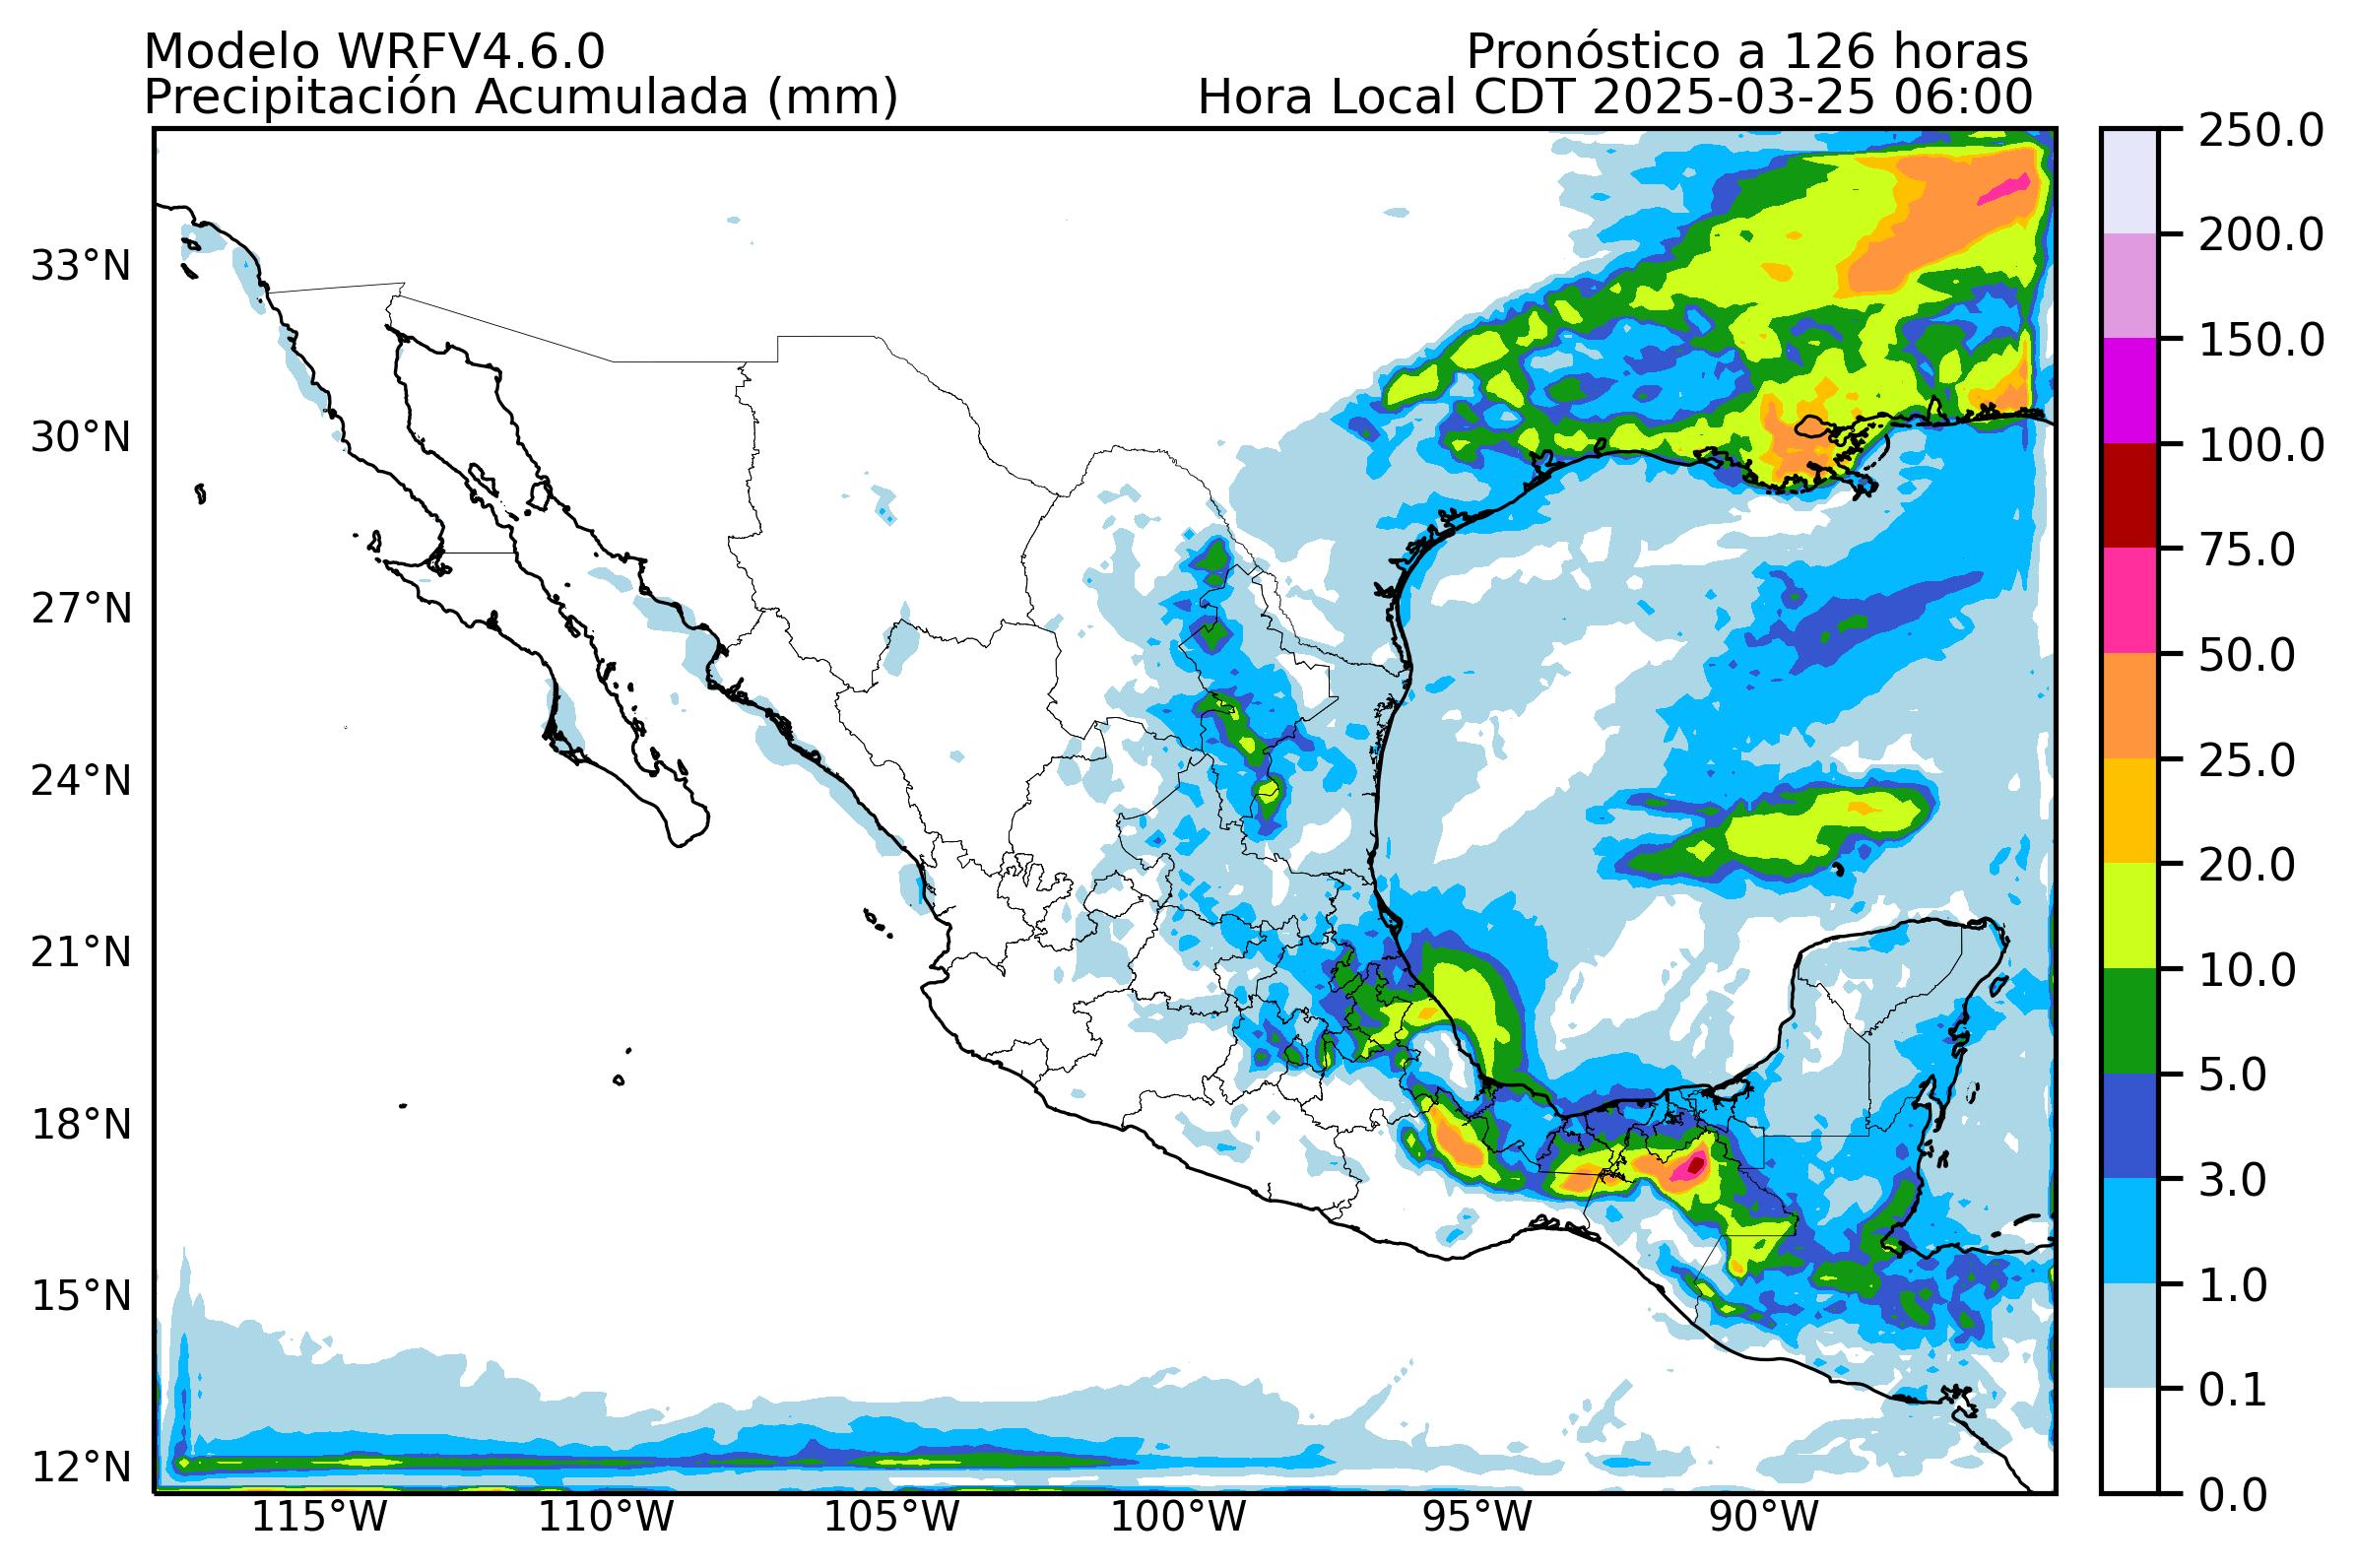 Modelo WRFV4.6.0
Pronóstico a 126 horas
Precipitación Acumulada (mm)
Hora Local CDT 2025-03-25 06:00
33°N
30°N
27°N
24°N
21°N
18°N
15°N
12°N
115°W
110°W
105°W
100°W
95°W
90°W
250.0
200.0
150.0
100.0
75.0
50.0
25.0
20.0
10.0
5.0
3.0
1.0
0.1
0.0